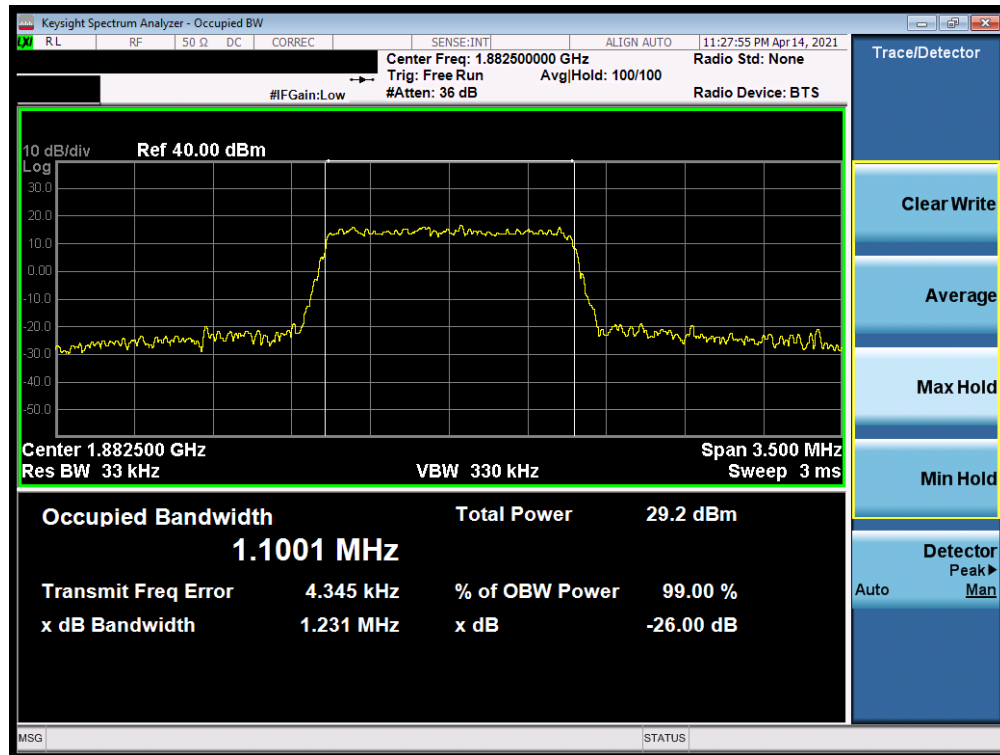 Keysight Spectrum Analyzer - Occupied BW
LXI RL RF 50 Ω DC CORREC SENSE:INT ALIGN AUTO 11:27:55 PM Apr 14, 2021
Center Freq: 1.882500000 GHz Radio Std: None
Trig: Free Run Avg|Hold: 100/100
#IFGain:Low #Atten: 36 dB Radio Device: BTS
Trace/Detector
10 dB/div Ref 40.00 dBm
Log
30.0
20.0
10.0
0.00
-10.0
-20.0
-30.0
-40.0
-50.0
Center 1.882500 GHz Span 3.500 MHz
Res BW 33 kHz VBW 330 kHz Sweep 3 ms
Occupied Bandwidth Total Power 29.2 dBm
1.1001 MHz
Transmit Freq Error 4.345 kHz % of OBW Power 99.00 %
x dB Bandwidth 1.231 MHz x dB -26.00 dB
Clear Write
Average
Max Hold
Min Hold
Detector
Peak▶
Auto Man
MSG STATUS